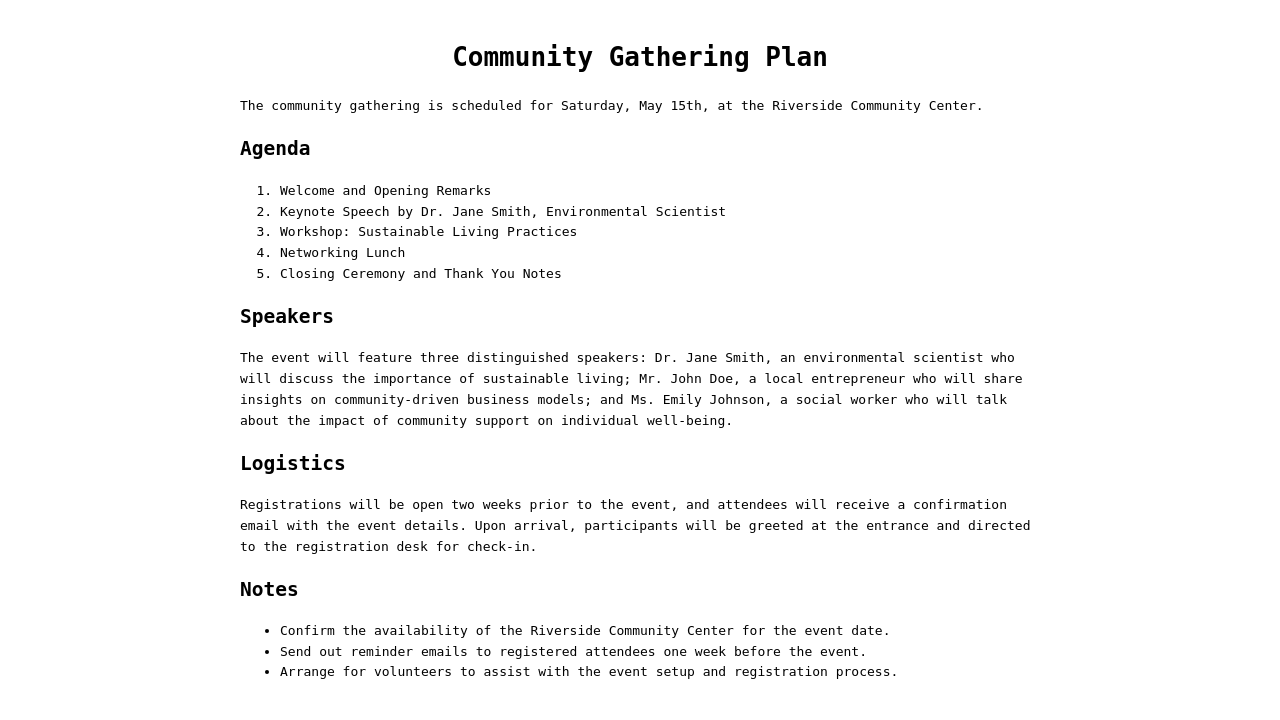 Community Gathering Plan
The community gathering is scheduled for Saturday, May 15th, at the Riverside Community Center.
Agenda
1. Welcome and Opening Remarks
2. Keynote Speech by Dr. Jane Smith, Environmental Scientist
3. Workshop: Sustainable Living Practices
4. Networking Lunch
5. Closing Ceremony and Thank You Notes
Speakers
The event will feature three distinguished speakers: Dr. Jane Smith, an environmental scientist who
will discuss the importance of sustainable living; Mr. John Doe, a local entrepreneur who will share
insights on community-driven business models; and Ms. Emily Johnson, a social worker who will talk
about the impact of community support on individual well-being.
Logistics
Registrations will be open two weeks prior to the event, and attendees will receive a confirmation
email with the event details. Upon arrival, participants will be greeted at the entrance and directed
to the registration desk for check-in.
Notes
• Confirm the availability of the Riverside Community Center for the event date.
• Send out reminder emails to registered attendees one week before the event.
• Arrange for volunteers to assist with the event setup and registration process.